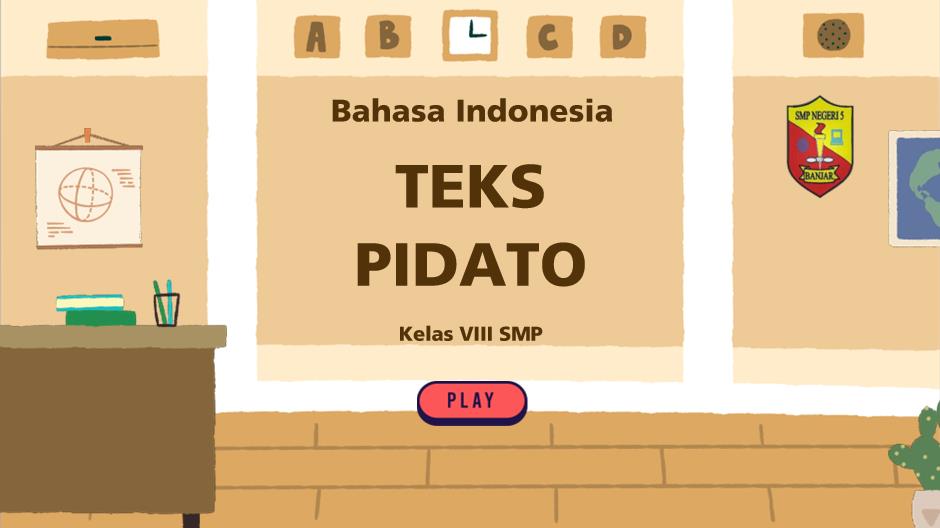 A B C D
Bahasa Indonesia
TEKS
PIDATO
Kelas VIII SMP
PLAY
SMP NEGERI 5
BANJAR